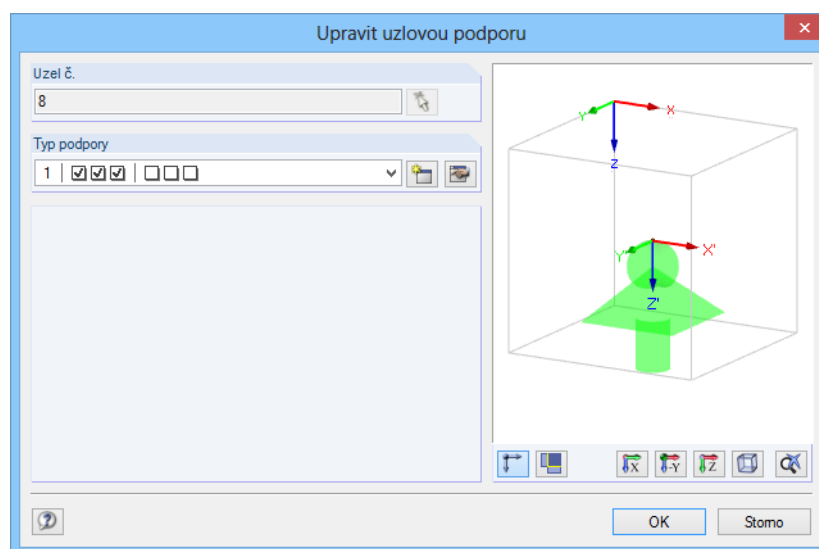 Upravit uzlovou podporu
Uzel č.
8
Typ podpory
1
Y X
Z
Y' X'
Z'
X -Y Z
OK Storno